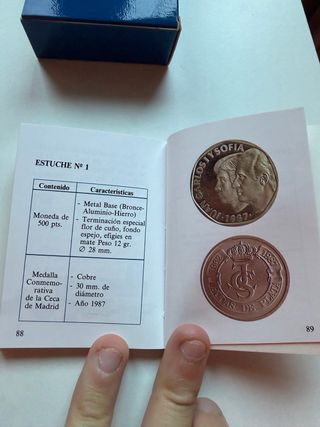 ESTUCHE Nº 1
Contenido
Características
Moneda de
500 pts.
- Metal Base (Bronce-
Aluminio-Hierro)
- Terminación especial
flor de cuño, fondo
espejo, efigies en
mate Peso 12 gr.
∅ 28 mm.
Medalla
Conmemo-
rativa
de la Ceca
de Madrid
- Cobre
- 30 mm. de
diámetro
- Año 1987
88
JUAN CARLOS I Y SOFIA
·1987·
DE PLATA
89